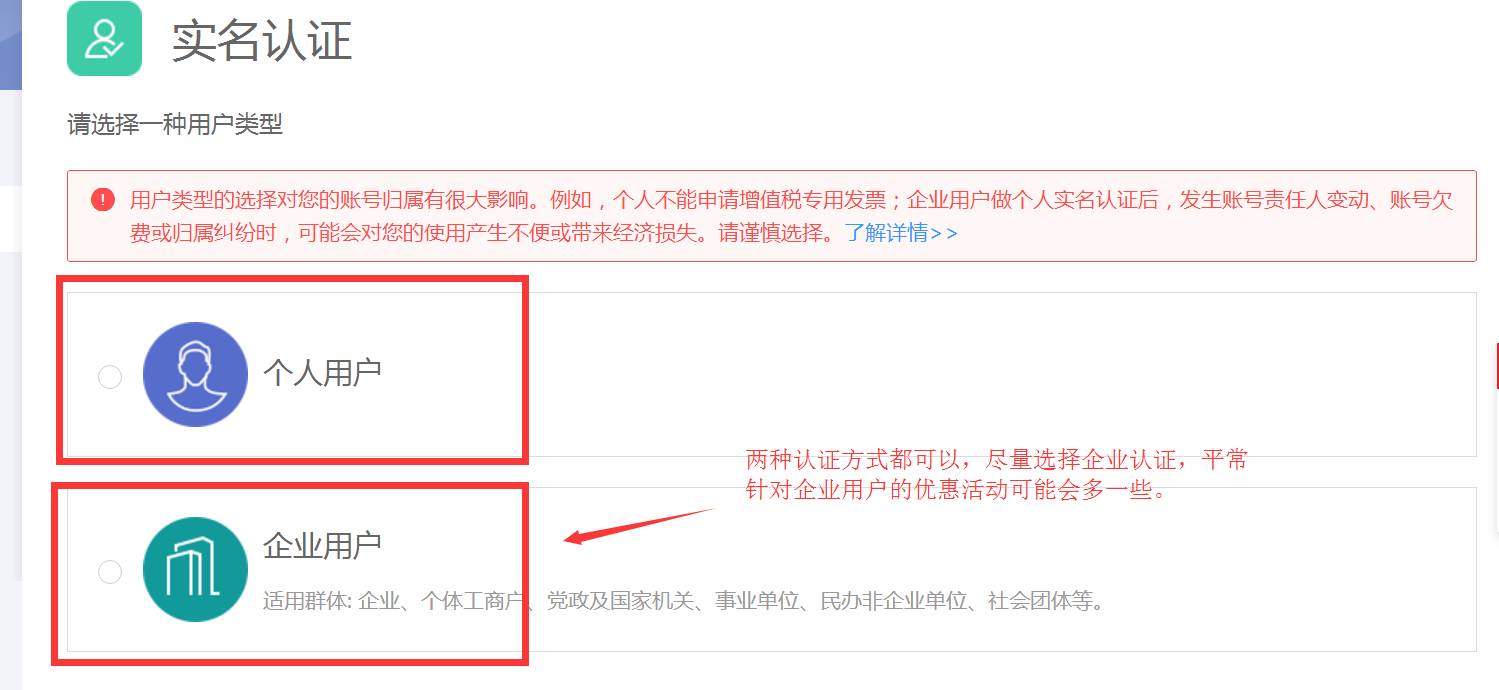 实名认证
请选择一种用户类型
用户类型的选择对您的账号归属有很大影响。例如，个人不能申请增值税专用发票；企业用户做个人实名认证后，发生账号责任人变动、账号欠
费或归属纠纷时，可能会对您的使用产生不便或带来经济损失。请谨慎选择。了解详情>>
个人用户
两种认证方式都可以，尽量选择企业认证，平常
针对企业用户的优惠活动可能会多一些。
企业用户
适用群体: 企业、个体工商户、党政及国家机关、事业单位、民办非企业单位、社会团体等。